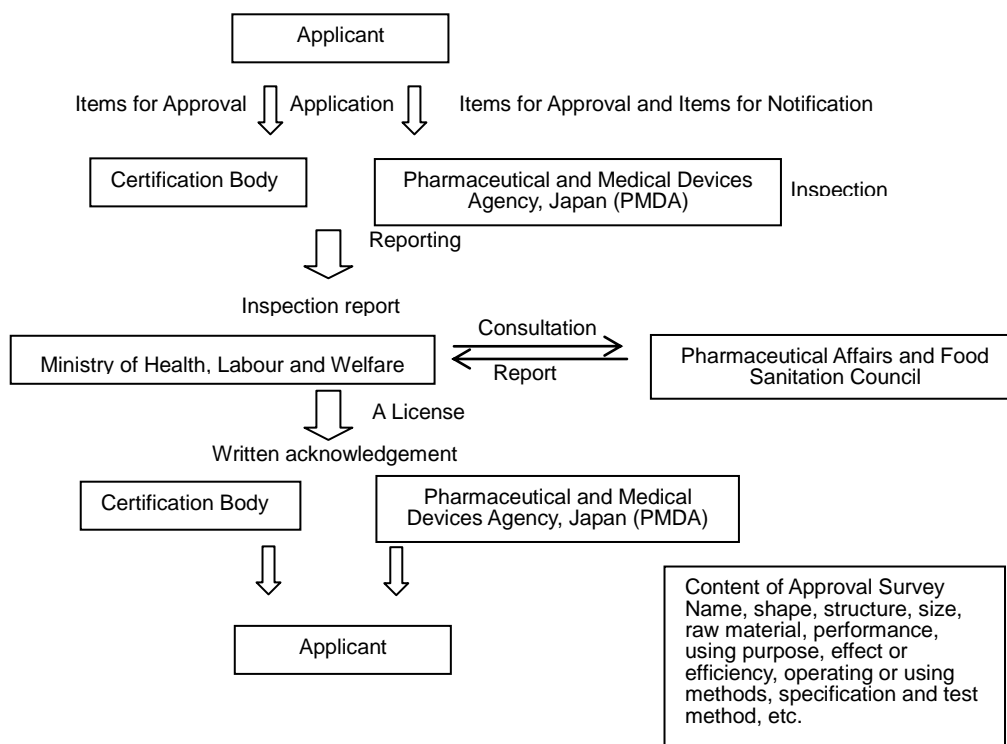 Applicant
Items for Approval
Application
Items for Approval and Items for Notification
Certification Body
Pharmaceutical and Medical Devices
Agency, Japan (PMDA)
Inspection
Reporting
Inspection report
Consultation
Ministry of Health, Labour and Welfare
Report
Pharmaceutical Affairs and Food
Sanitation Council
A License
Written acknowledgement
Certification Body
Pharmaceutical and Medical
Devices Agency, Japan (PMDA)
Applicant
Content of Approval Survey
Name, shape, structure, size,
raw material, performance,
using purpose, effect or
efficiency, operating or using
methods, specification and test
method, etc.